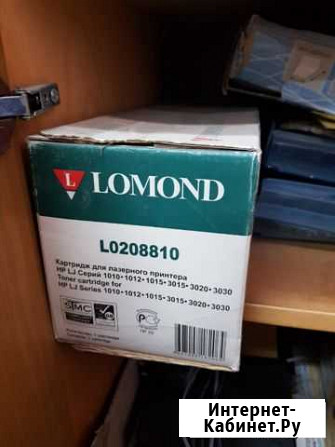 LOMOND
L0208810
Картридж для лазерного принтера
HP LJ Серий 1010•1012•1015•3015•3020•3030
Toner cartridge for
HP LJ Series 1010•1012•1015•3015•3020•3030
Интернет-
Кабинет.Ру